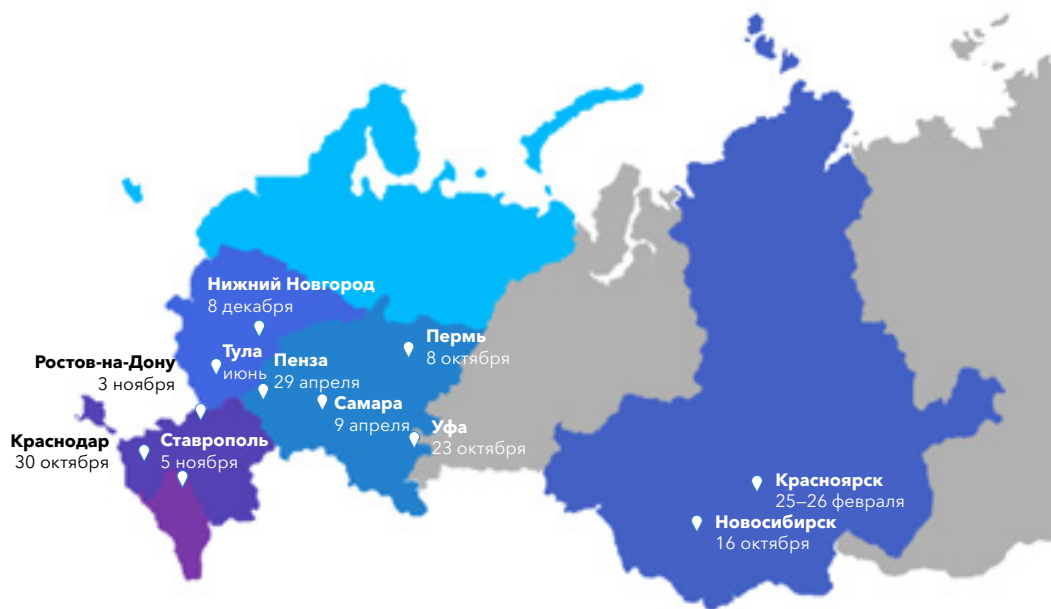 Нижний Новгород
8 декабря
Пермь
8 октября
Ростов-на-Дону
3 ноября
Тула
июнь
Пенза
29 апреля
Самара
9 апреля
Уфа
23 октября
Краснодар
30 октября
Ставрополь
5 ноября
Красноярск
25–26 февраля
Новосибирск
16 октября